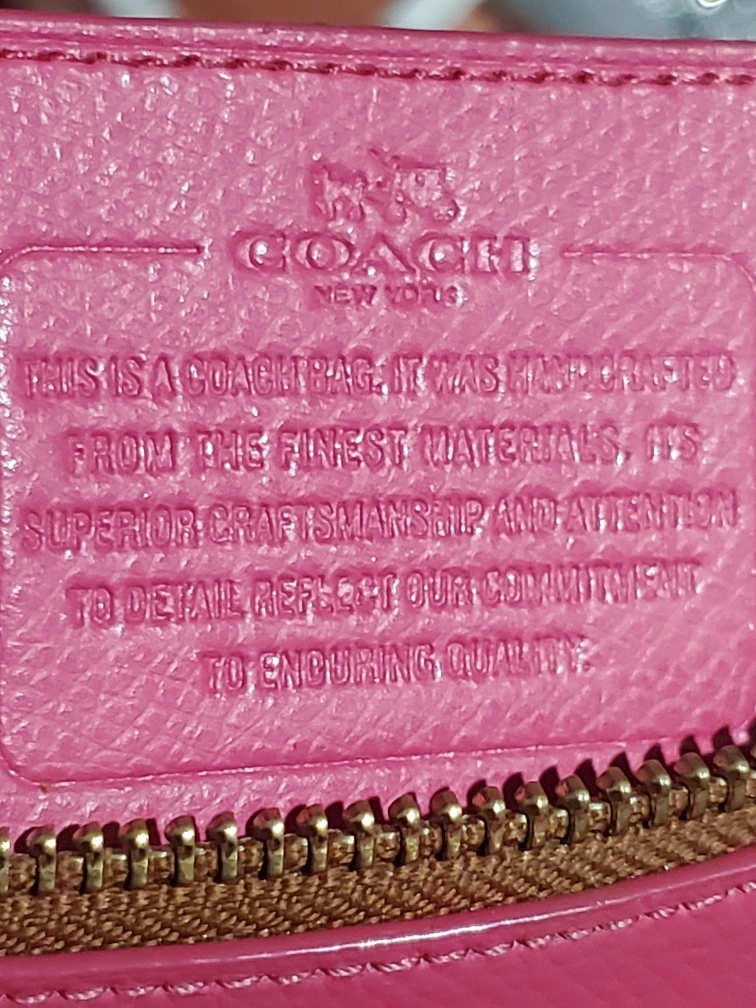 COACH
NEW YORK
THIS IS A COACH BAG. IT WAS HANDCRAFTED
FROM THE FINEST MATERIALS. ITS
SUPERIOR CRAFTSMANSHIP AND ATTENTION
TO DETAIL REFLECT OUR COMMITMENT
TO ENDURING QUALITY.